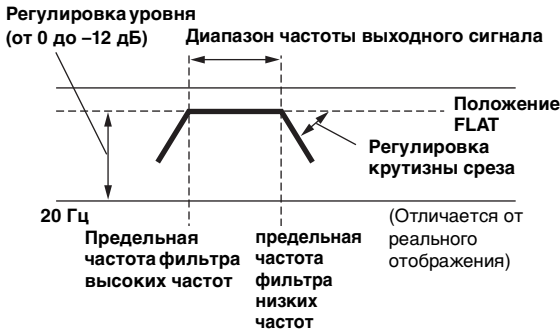 Регулировка уровня
(от 0 до –12 дБ)
Диапазон частоты выходного сигнала
Положение
FLAT
Регулировка
крутизны среза
20 Гц
(Отличается от
реального
отображения)
Предельная
частота фильтра
высоких частот
предельная
частота
фильтра
низких
частот